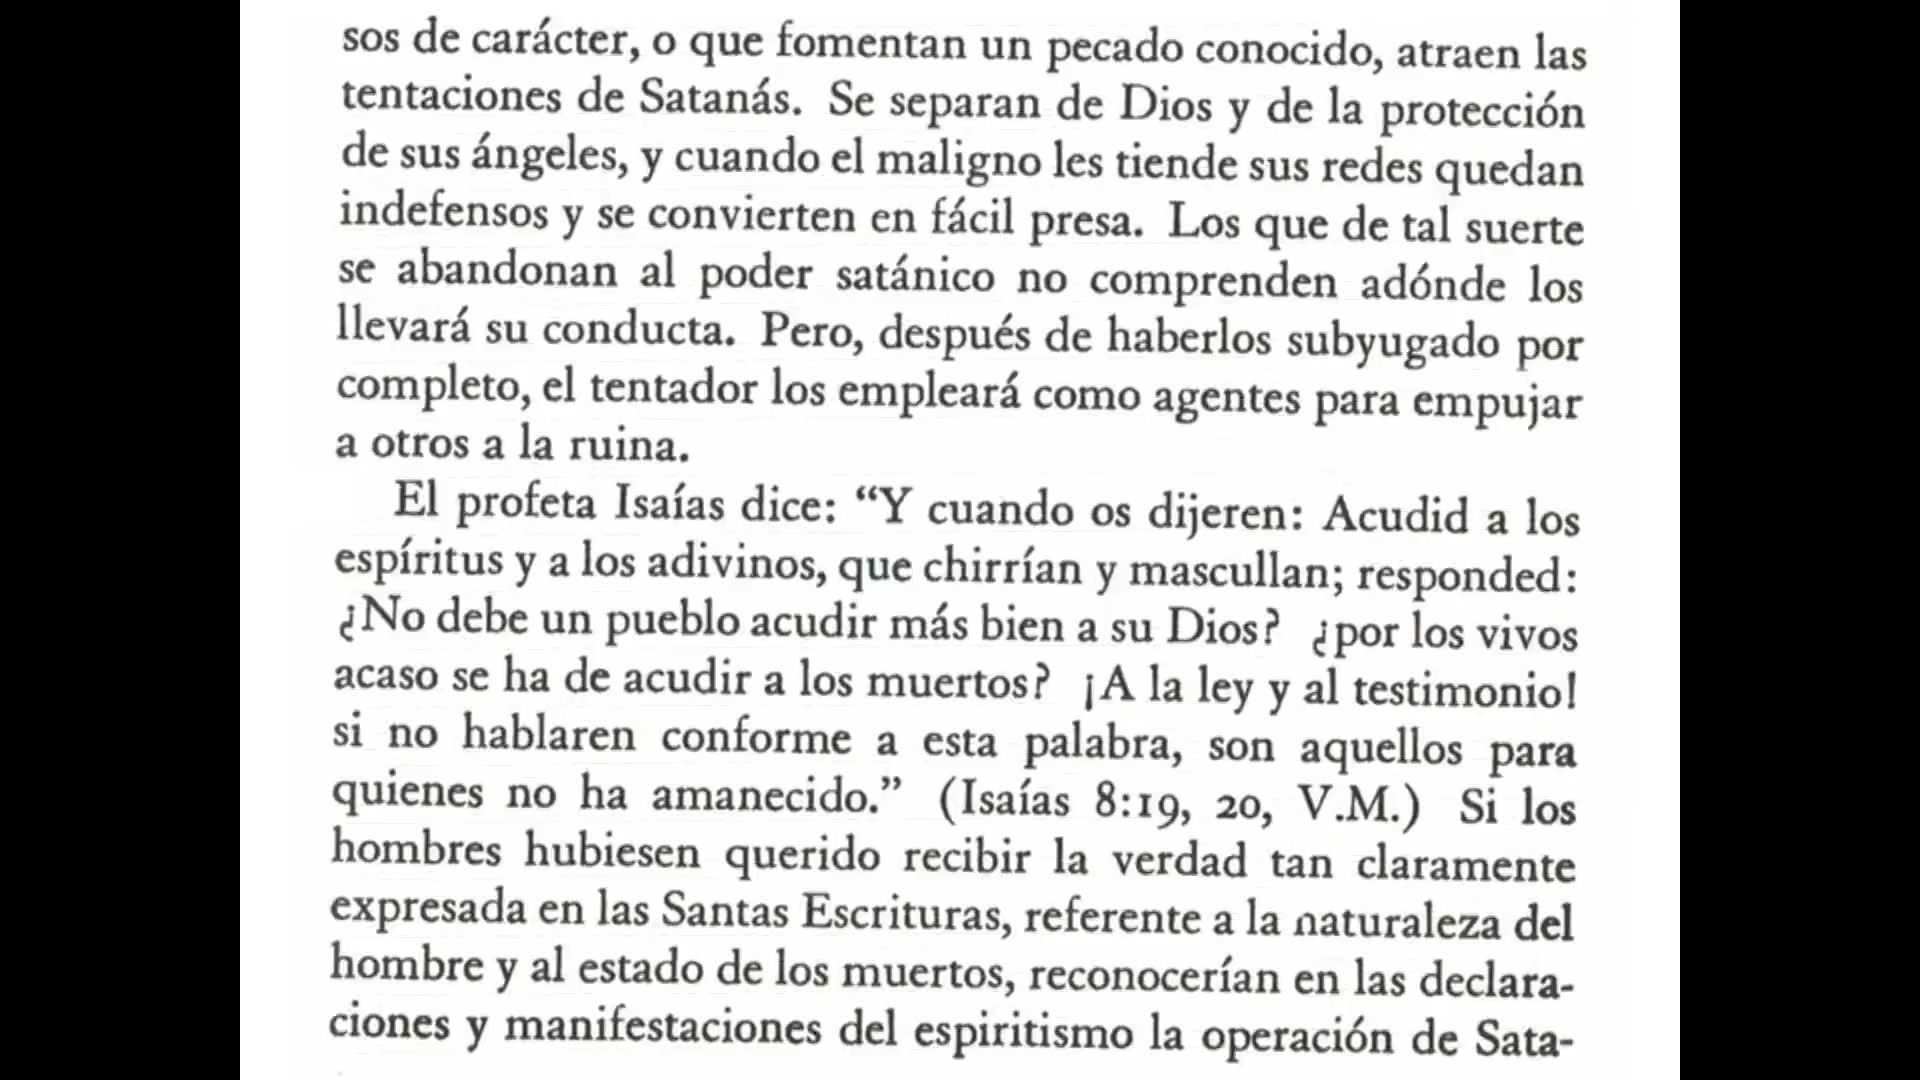 sos de carácter, o que fomentan un pecado conocido, atraen las
tentaciones de Satanás. Se separan de Dios y de la protección
de sus ángeles, y cuando el maligno les tiende sus redes quedan
indefensos y se convierten en fácil presa. Los que de tal suerte
se abandonan al poder satánico no comprenden adónde los
llevará su conducta. Pero, después de haberlos subyugado por
completo, el tentador los empleará como agentes para empujar
a otros a la ruina.
El profeta Isaías dice: “Y cuando os dijeren: Acudid a los
espíritus y a los adivinos, que chirrían y mascullan; responded:
¿No debe un pueblo acudir más bien a su Dios? ¿por los vivos
acaso se ha de acudir a los muertos? ¡A la ley y al testimonio!
si no hablaren conforme a esta palabra, son aquellos para
quienes no ha amanecido.” (Isaías 8:19, 20, V.M.) Si los
hombres hubiesen querido recibir la verdad tan claramente
expresada en las Santas Escrituras, referente a la naturaleza del
hombre y al estado de los muertos, reconocerían en las declara-
ciones y manifestaciones del espiritismo la operación de Sata-